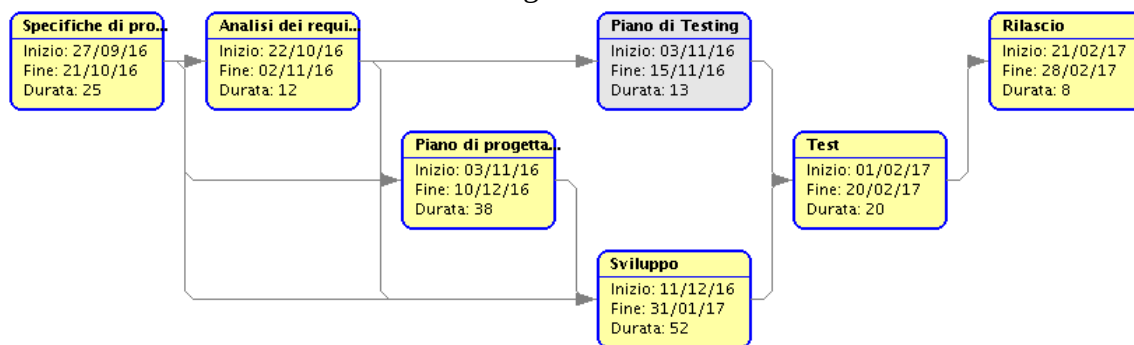 Specifiche di pro...
Inizio: 27/09/16
Fine: 21/10/16
Durata: 25
Analisi dei requi...
Inizio: 22/10/16
Fine: 02/11/16
Durata: 12
Piano di Testing
Inizio: 03/11/16
Fine: 15/11/16
Durata: 13
Rilascio
Inizio: 21/02/17
Fine: 28/02/17
Durata: 8
Piano di progetta...
Inizio: 03/11/16
Fine: 10/12/16
Durata: 38
Test
Inizio: 01/02/17
Fine: 20/02/17
Durata: 20
Sviluppo
Inizio: 11/12/16
Fine: 31/01/17
Durata: 52